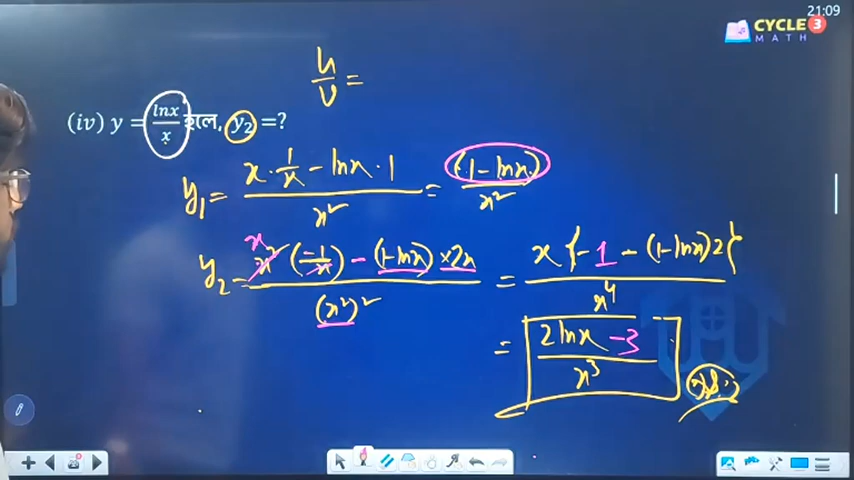 21:09
CYCLE 3
MATH
u/v =
(iv) y = lnx/x হলে, y₂ =?
y₁ = (x · 1/x − lnx · 1)/x² = (1 − lnx)/x²
y₂ = (x² (−1/x) − (1−lnx) × 2x)/(x²)² = x{−1 − (1−lnx)2}/x⁴
= (2lnx − 3)/x³